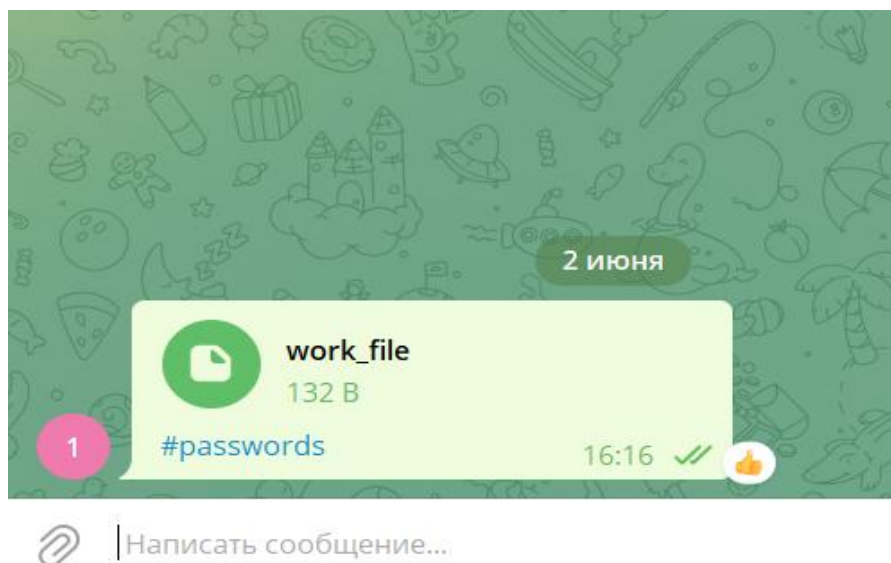 2 июня
work_file
132 B
#passwords
16:16
1
Написать сообщение...